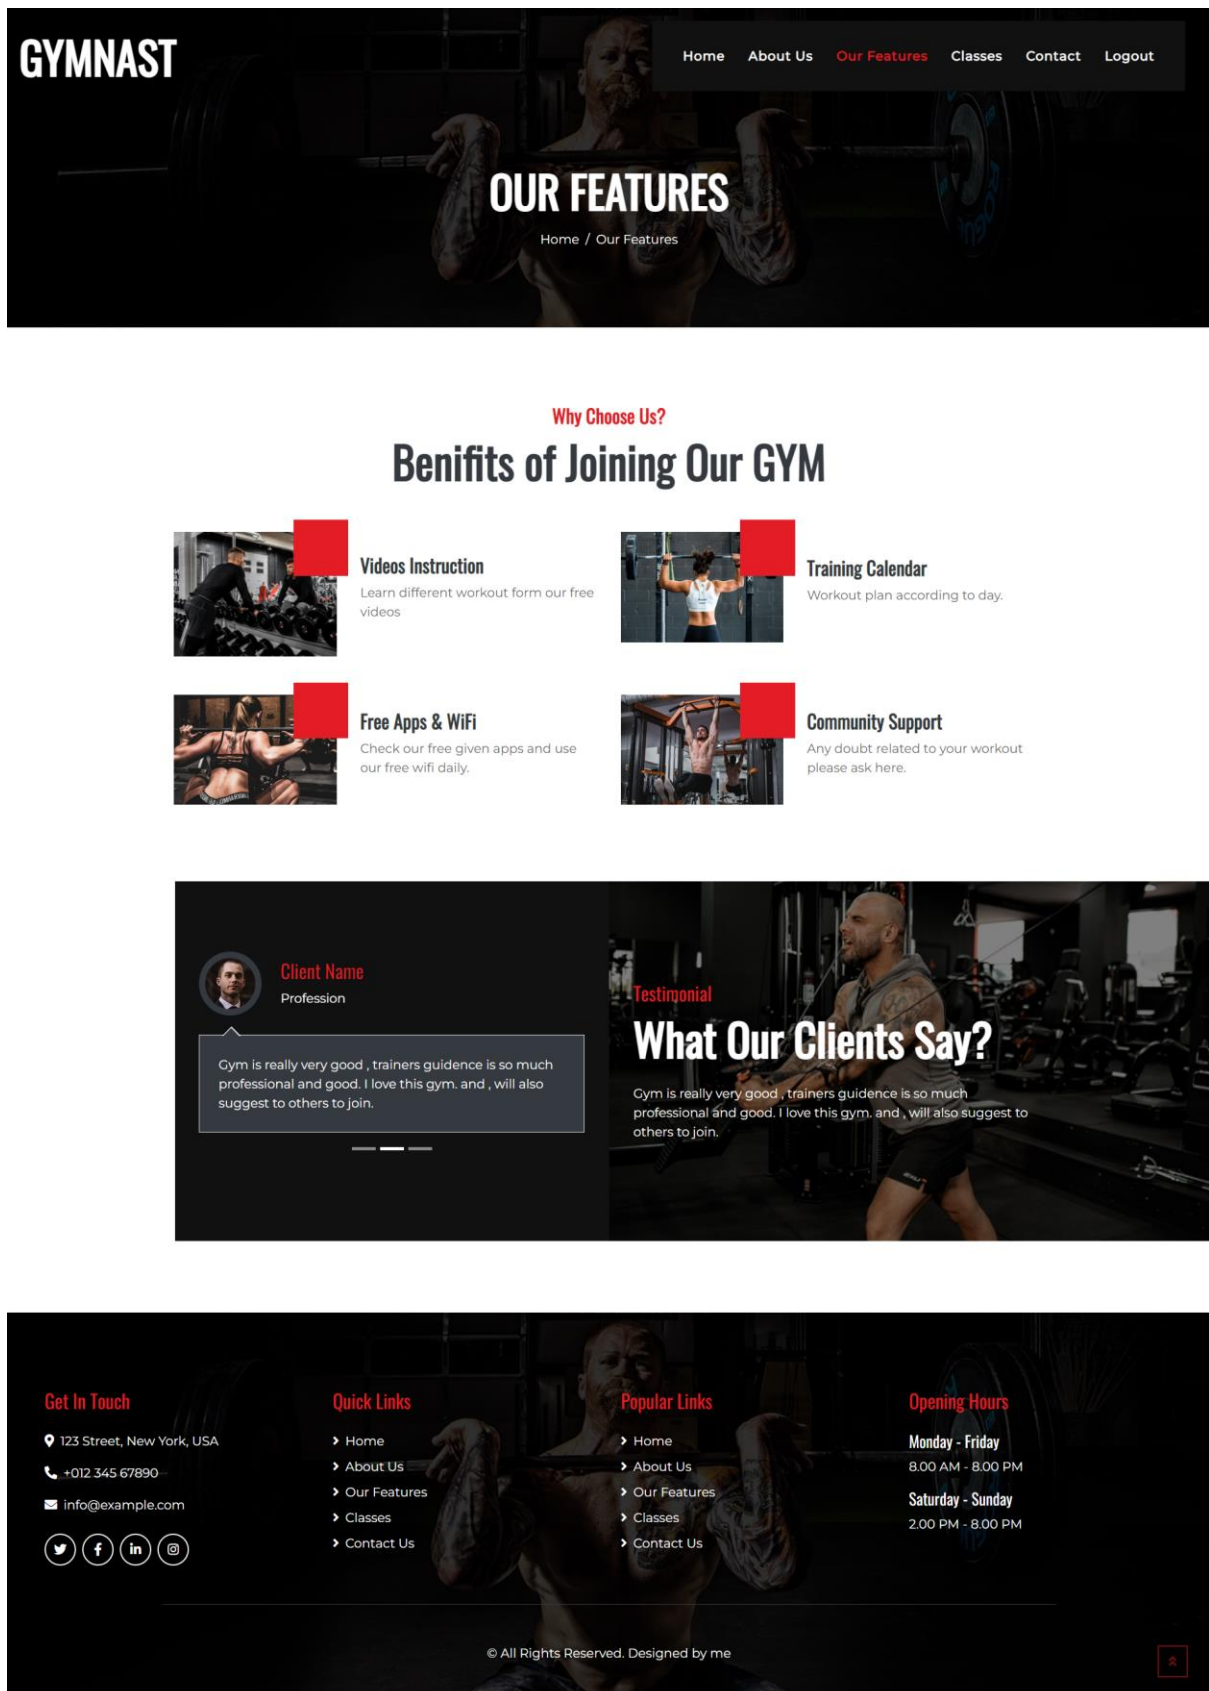 GYMNAST
Home About Us Our Features Classes Contact Logout
OUR FEATURES
Home / Our Features
Why Choose Us?
Benifits of Joining Our GYM
Videos Instruction
Learn different workout form our free
videos
Training Calendar
Workout plan according to day.
Free Apps & WiFi
Check our free given apps and use
our free wifi daily.
Community Support
Any doubt related to your workout
please ask here.
Client Name
Profession
Gym is really very good , trainers guidence is so much
professional and good. I love this gym. and , will also
suggest to others to join.
Testimonial
What Our Clients Say?
Gym is really very good , trainers guidence is so much
professional and good. I love this gym. and , will also suggest to
others to join.
Get In Touch
123 Street, New York, USA
+012 345 67890
info@example.com
Quick Links
Home
About Us
Our Features
Classes
Contact Us
Popular Links
Home
About Us
Our Features
Classes
Contact Us
Opening Hours
Monday - Friday
8.00 AM - 8.00 PM
Saturday - Sunday
2.00 PM - 8.00 PM
© All Rights Reserved. Designed by me